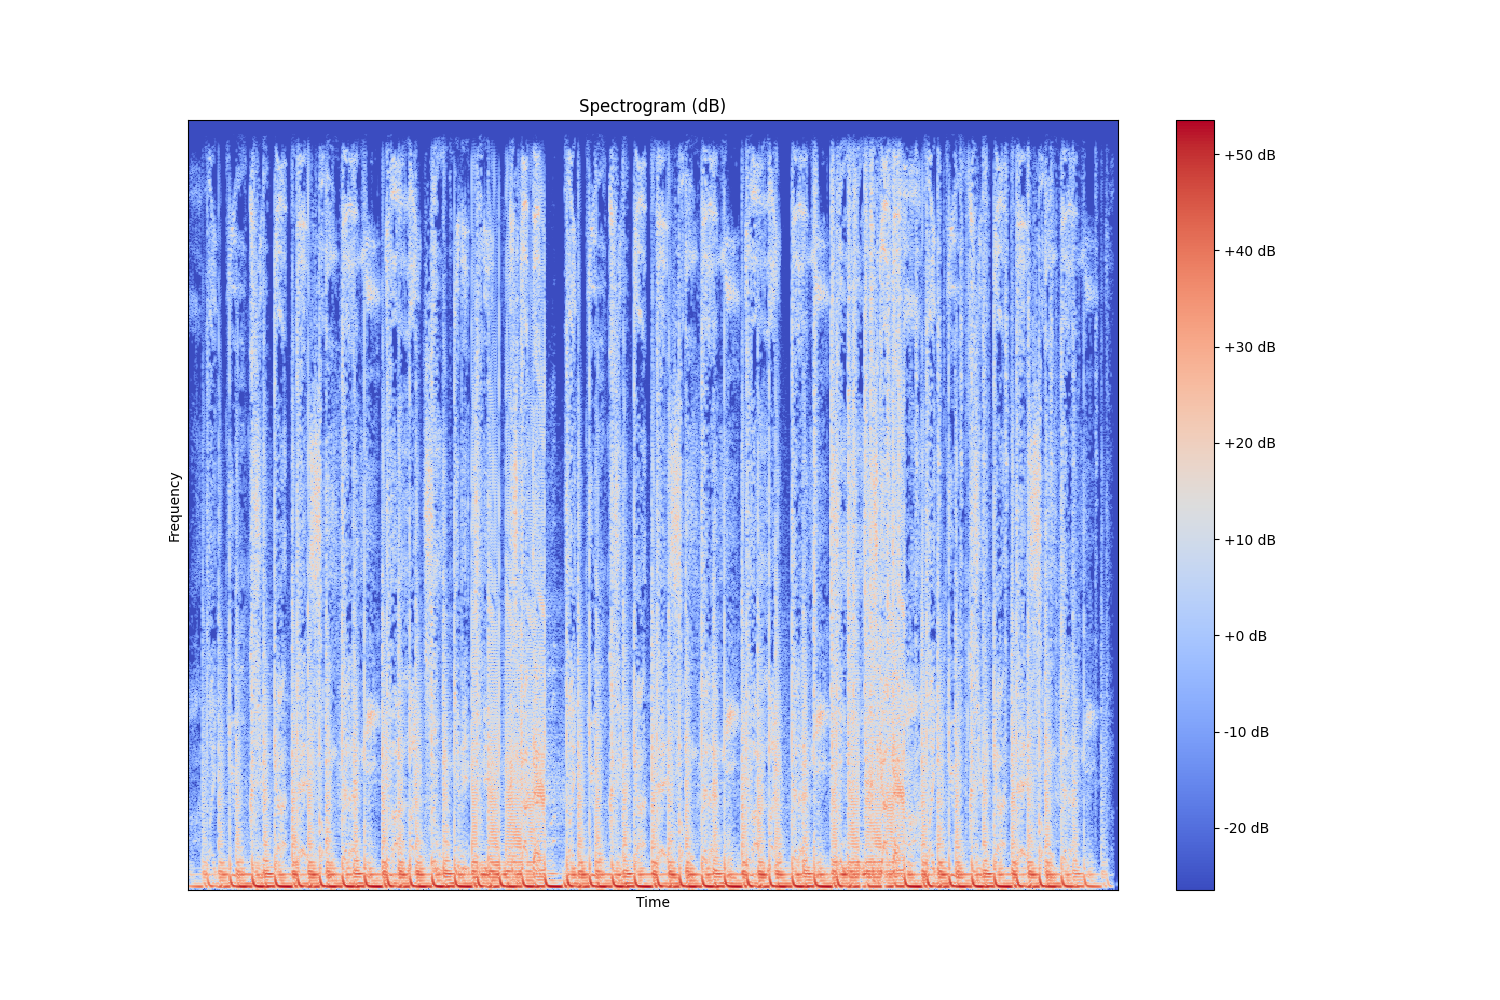 Spectrogram (dB)
+50 dB
+40 dB
+30 dB
+20 dB
+10 dB
+0 dB
-10 dB
-20 dB
Frequency
Time